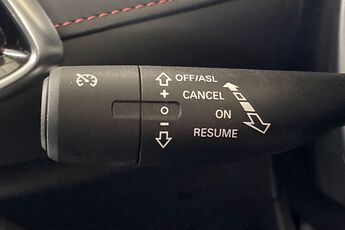 OFF/ASL
+ CANCEL
O ON
– RESUME